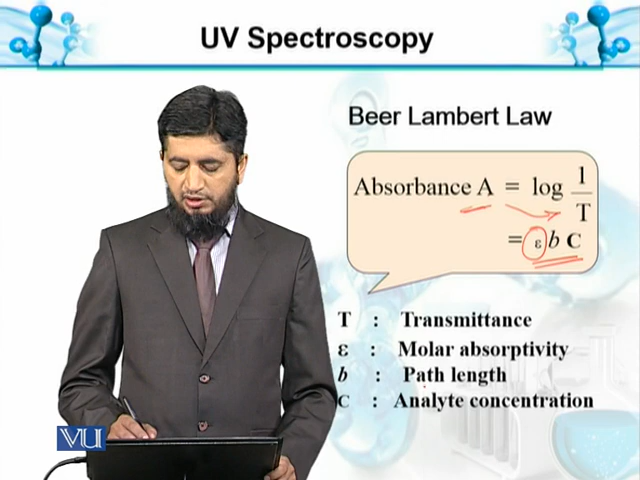 UV Spectroscopy
Beer Lambert Law
Absorbance A = log 1/T
= ε b C
T : Transmittance
ε : Molar absorptivity
b : Path length
C : Analyte concentration
VU